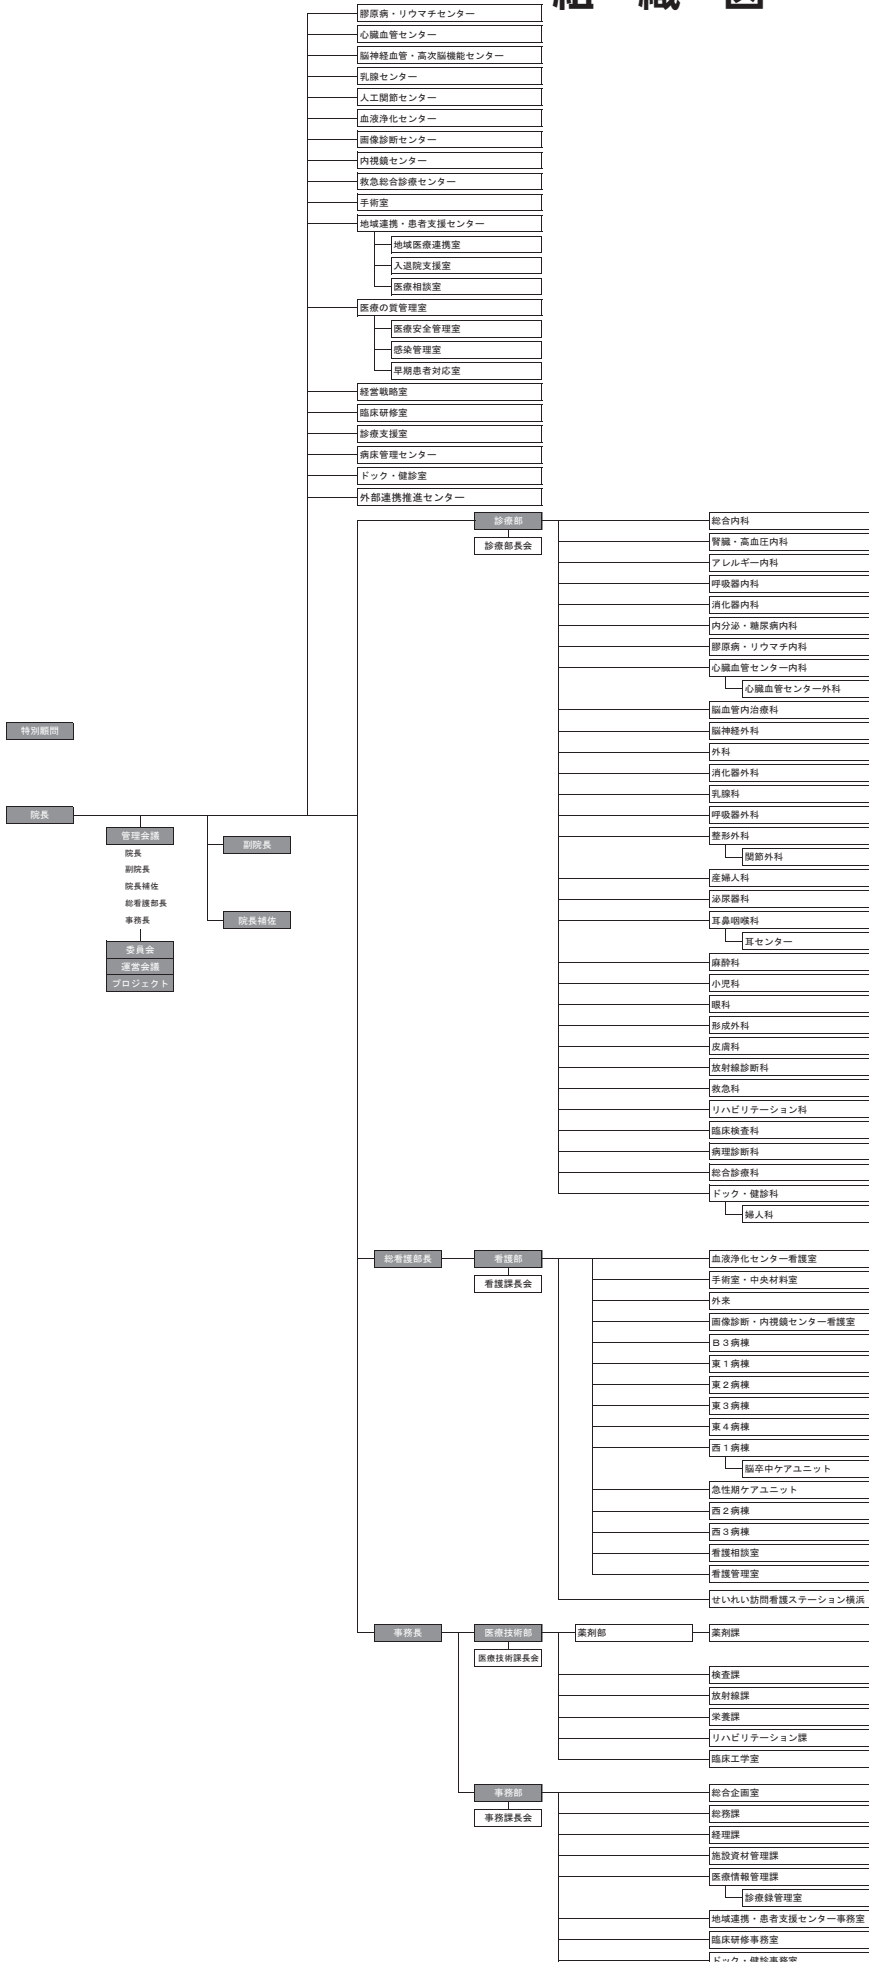 組織図
膠原病・リウマチセンター
心臓血管センター
脳神経血管・高次脳機能センター
乳腺センター
人工関節センター
血液浄化センター
画像診断センター
内視鏡センター
救急総合診療センター
手術室
地域連携・患者支援センター
地域医療連携室
入退院支援室
医療相談室
医療の質管理室
医療安全管理室
感染管理室
早期患者対応室
経営戦略室
臨床研修室
診療支援室
病床管理センター
ドック・健診室
外部連携推進センター
特別顧問
院長
管理会議
院長
副院長
院長補佐
総看護部長
事務長
委員会
運営会議
プロジェクト
副院長
院長補佐
診療部
診療部長会
総合内科
腎臓・高血圧内科
アレルギー内科
呼吸器内科
消化器内科
内分泌・糖尿病内科
膠原病・リウマチ内科
心臓血管センター内科
心臓血管センター外科
脳血管内治療科
脳神経外科
外科
消化器外科
乳腺科
呼吸器外科
整形外科
関節外科
産婦人科
泌尿器科
耳鼻咽喉科
耳センター
麻酔科
小児科
眼科
形成外科
皮膚科
放射線診断科
救急科
リハビリテーション科
臨床検査科
病理診断科
総合診療科
ドック・健診科
婦人科
総看護部長
看護部
看護課長会
血液浄化センター看護室
手術室・中央材料室
外来
画像診断・内視鏡センター看護室
B３病棟
東１病棟
東２病棟
東３病棟
東４病棟
西１病棟
脳卒中ケアユニット
急性期ケアユニット
西２病棟
西３病棟
看護相談室
看護管理室
せいれい訪問看護ステーション横浜
事務長
医療技術部
医療技術課長会
薬剤部
薬剤課
検査課
放射線課
栄養課
リハビリテーション課
臨床工学室
事務部
事務課長会
総合企画室
総務課
経理課
施設資材管理課
医療情報管理課
診療録管理室
地域連携・患者支援センター事務室
臨床研修事務室
ドック・健診事務室